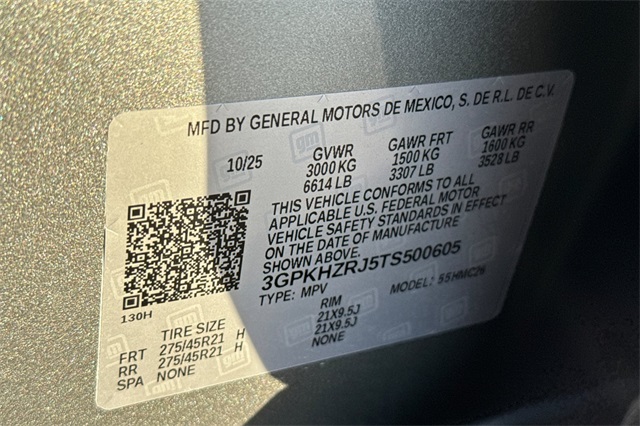 MFD BY GENERAL MOTORS DE MEXICO, S. DE R.L. DE C.V.
10/25 GVWR GAWR FRT GAWR RR
3000 KG 1500 KG 1600 KG
6614 LB 3307 LB 3528 LB
THIS VEHICLE CONFORMS TO ALL
APPLICABLE U.S. FEDERAL MOTOR
VEHICLE SAFETY STANDARDS IN EFFECT
ON THE DATE OF MANUFACTURE
SHOWN ABOVE.
3GPKHZRJ5TS500605
TYPE: MPV MODEL: 55HMC26
130H
TIRE SIZE RIM
FRT 275/45R21 H 21X9.5J
RR 275/45R21 H 21X9.5J
SPA NONE NONE